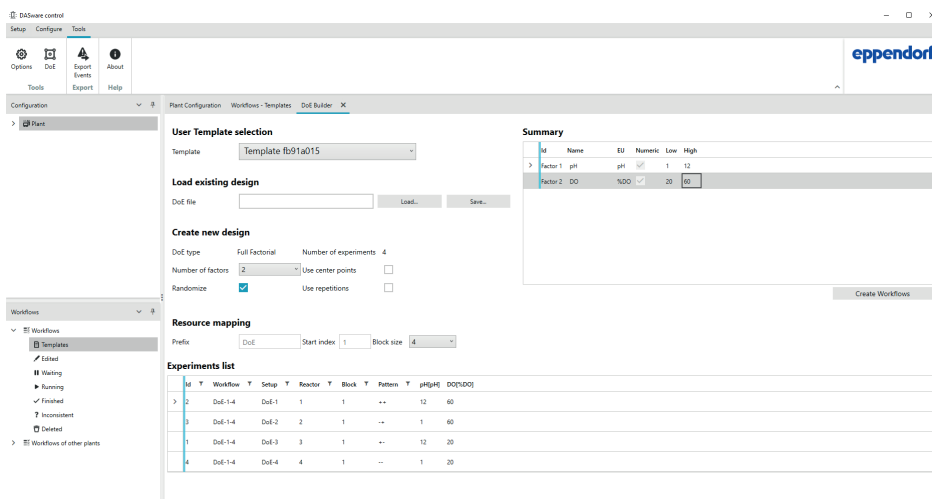 DASware control
Setup Configure Tools
Options DoE Export Events About
Tools Export Help
eppendorf
Configuration
Plant
Plant Configuration Workflows - Templates DoE Builder
User Template selection
Template Template fb91a015
Load existing design
DoE file Load... Save...
Create new design
DoE type Full Factorial Number of experiments 4
Number of factors 2 Use center points
Randomize Use repetitions
Summary
Id Name EU Numeric Low High
Factor 1 pH pH 1 12
Factor 2 DO %DO 20 60
Create Workflows
Workflows
Workflows
Templates
Edited
Waiting
Running
Finished
Inconsistent
Deleted
Workflows of other plants
Resource mapping
Prefix DoE Start index 1 Block size 4
Experiments list
Id Workflow Setup Reactor Block Pattern pH[pH] DO[%DO]
2 DoE-1-4 DoE-1 1 1 ++ 12 60
3 DoE-1-4 DoE-2 2 1 -+ 1 60
1 DoE-1-4 DoE-3 3 1 +- 12 20
4 DoE-1-4 DoE-4 4 1 -- 1 20